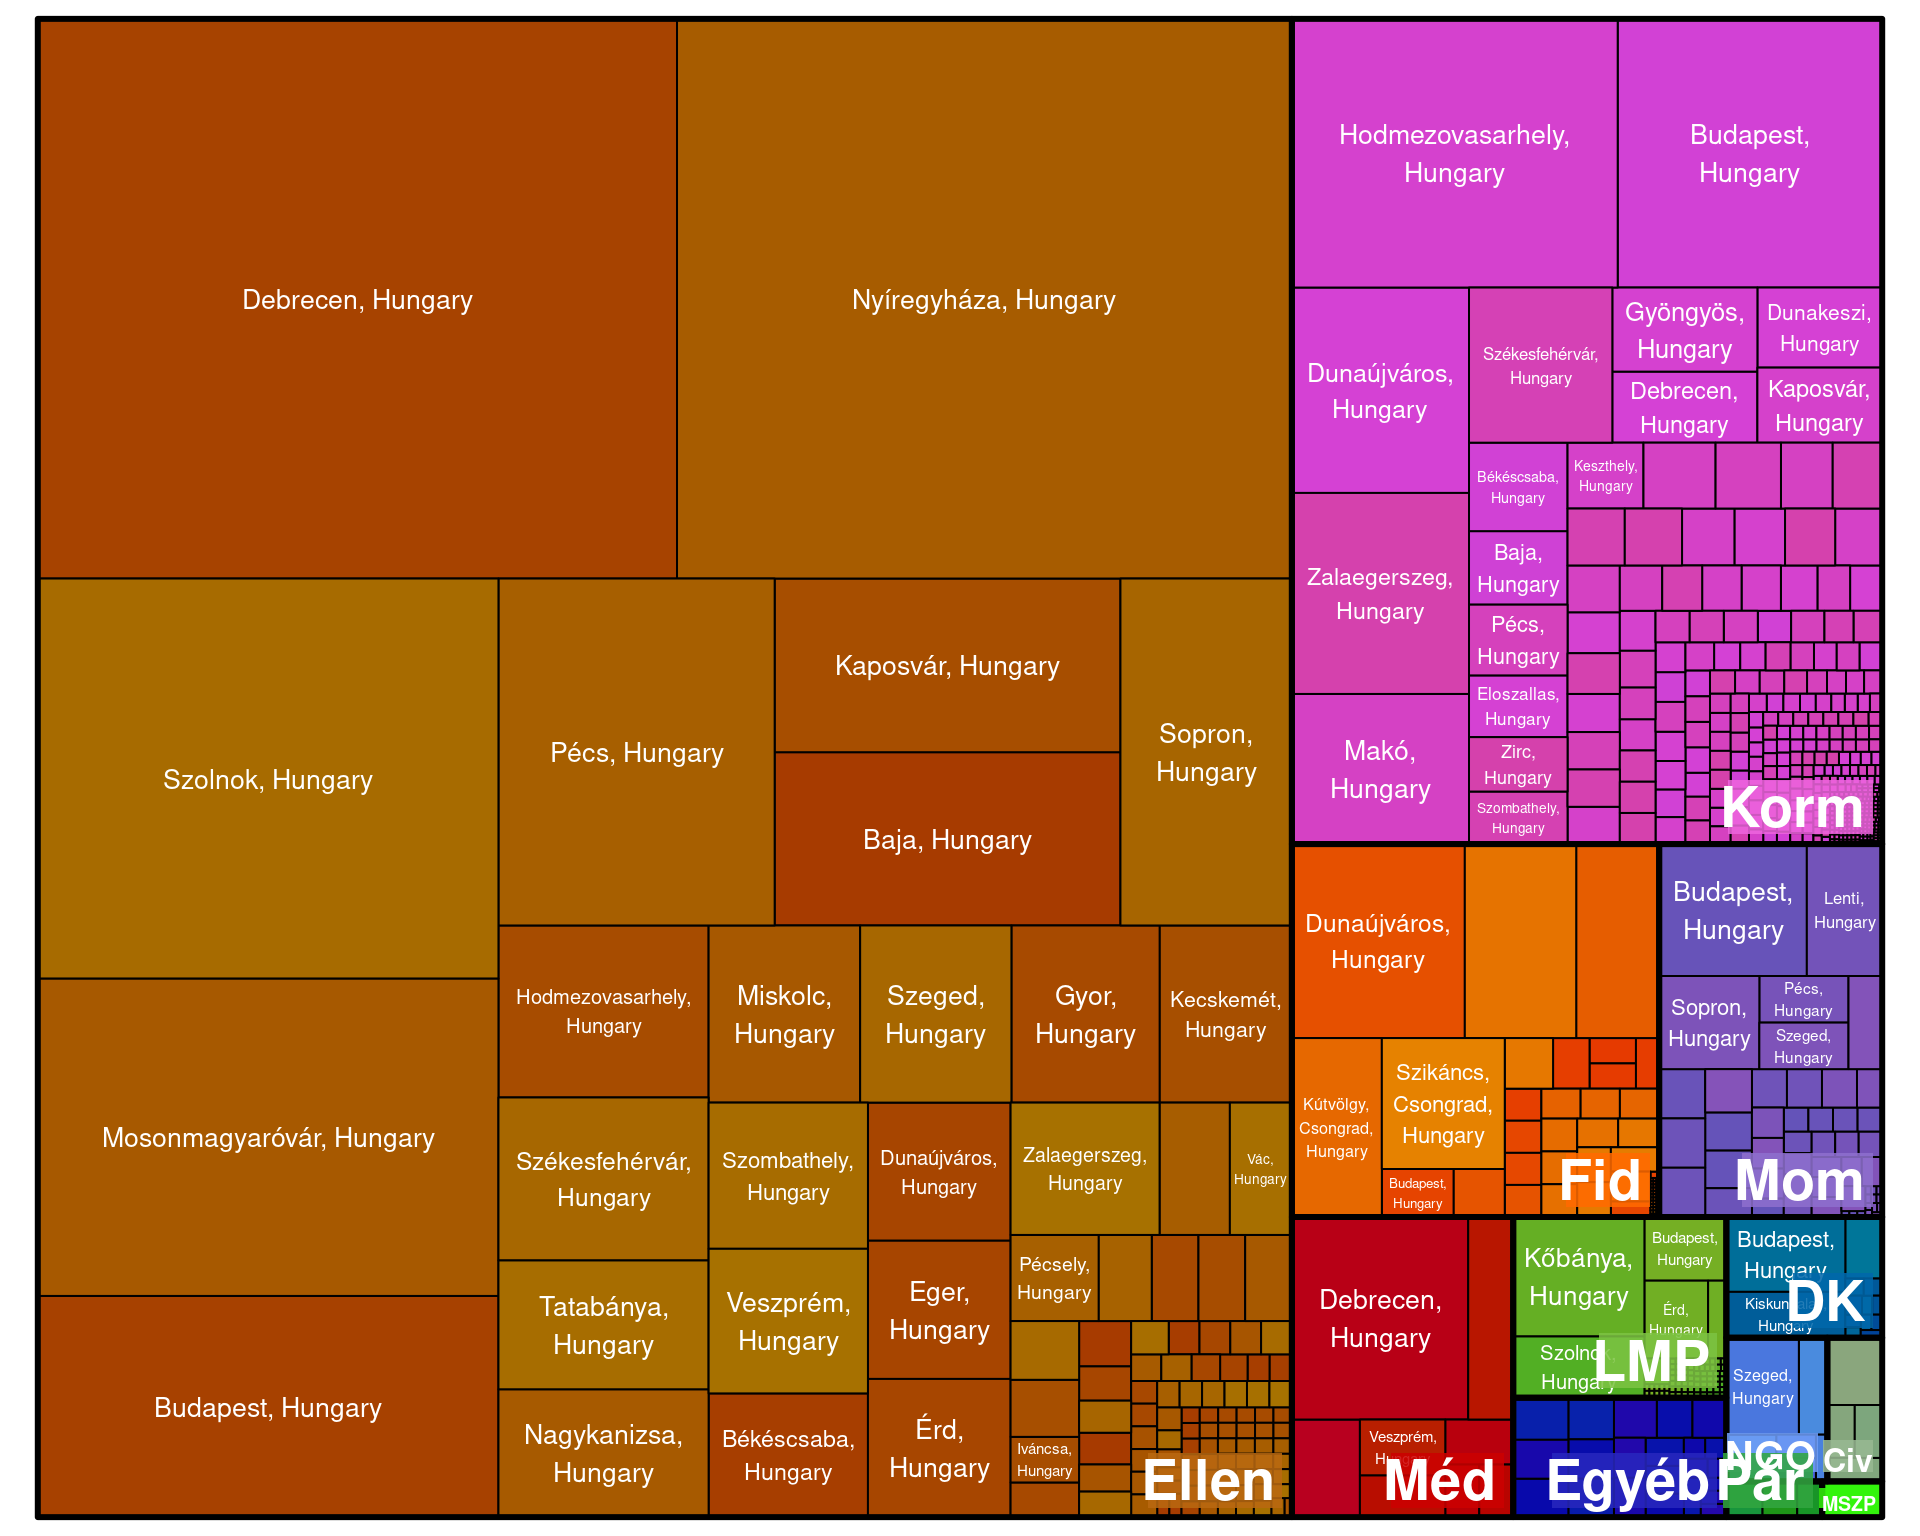 Debrecen, Hungary
Nyíregyháza, Hungary
Szolnok, Hungary
Pécs, Hungary
Kaposvár, Hungary
Baja, Hungary
Sopron,
Hungary
Mosonmagyaróvár, Hungary
Budapest, Hungary
Hodmezovasarhely,
Hungary
Miskolc,
Hungary
Szeged,
Hungary
Gyor,
Hungary
Kecskemét,
Hungary
Székesfehérvár,
Hungary
Szombathely,
Hungary
Dunaújváros,
Hungary
Zalaegerszeg,
Hungary
Vác,
Hungary
Tatabánya,
Hungary
Veszprém,
Hungary
Eger,
Hungary
Pécsely,
Hungary
Nagykanizsa,
Hungary
Békéscsaba,
Hungary
Érd,
Hungary
Iváncsa,
Hungary
Ellen
Hodmezovasarhely,
Hungary
Budapest,
Hungary
Dunaújváros,
Hungary
Székesfehérvár,
Hungary
Gyöngyös,
Hungary
Dunakeszi,
Hungary
Debrecen,
Hungary
Kaposvár,
Hungary
Békéscsaba,
Hungary
Keszthely,
Hungary
Zalaegerszeg,
Hungary
Baja,
Hungary
Pécs,
Hungary
Eloszallas,
Hungary
Makó,
Hungary
Zirc,
Hungary
Szombathely,
Hungary
Korm
Dunaújváros,
Hungary
Kútvölgy,
Csongrad,
Hungary
Szikáncs,
Csongrad,
Hungary
Budapest,
Hungary
Fid
Budapest,
Hungary
Lenti,
Hungary
Sopron,
Hungary
Pécs,
Hungary
Szeged,
Hungary
Mom
Debrecen,
Hungary
Veszprém,
Méd
Kőbánya,
Hungary
Budapest,
Hungary
Érd,
Hungary
Szolnok,
Hungary
LMP
Budapest,
Hungary
Hungary
DK
Szeged,
Hungary
NGO
Civ
Egyéb
Pár
MSZP